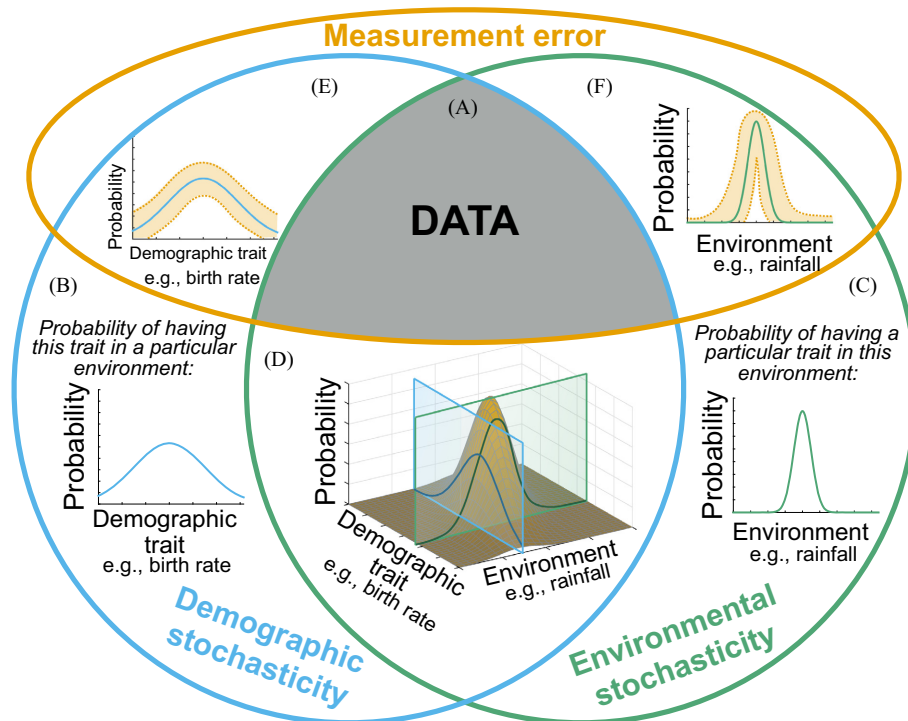 Measurement error
(E)
(F)
(A)
Probability
Demographic trait
e.g., birth rate
DATA
Probability
Environment
e.g., rainfall
(B)
(C)
Probability of having
this trait in a particular
environment:
Probability
Demographic
trait
e.g., birth rate
(D)
Probability
Demographic
trait
e.g., birth rate
Environment
e.g., rainfall
Probability of having a
particular trait in this
environment:
Probability
Environment
e.g., rainfall
Demographic
stochasticity
Environmental
stochasticity